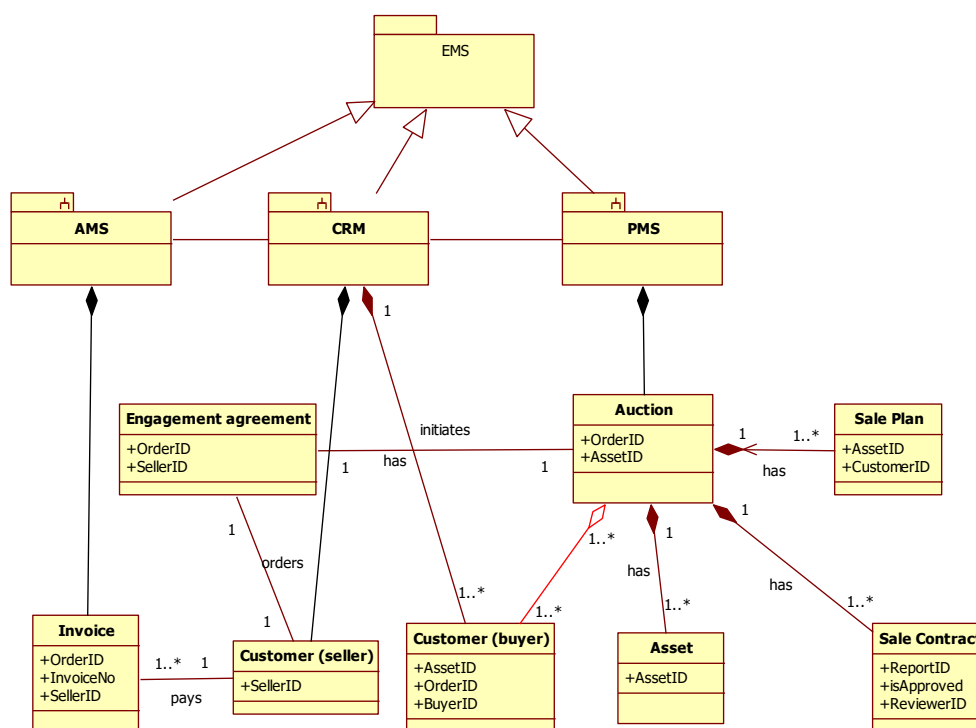 EMS
AMS
CRM
PMS
1
Engagement agreement
+OrderID
+SellerID
initiates
has
1
1
Auction
+OrderID
+AssetID
1
1..*
has
Sale Plan
+AssetID
+CustomerID
1
orders
1
1..*
1..*
1..*
1
has
1..*
1
has
1..*
Invoice
+OrderID
+InvoiceNo
+SellerID
1..*
1
pays
Customer (seller)
+SellerID
Customer (buyer)
+AssetID
+OrderID
+BuyerID
Asset
+AssetID
Sale Contract
+ReportID
+isApproved
+ReviewerID